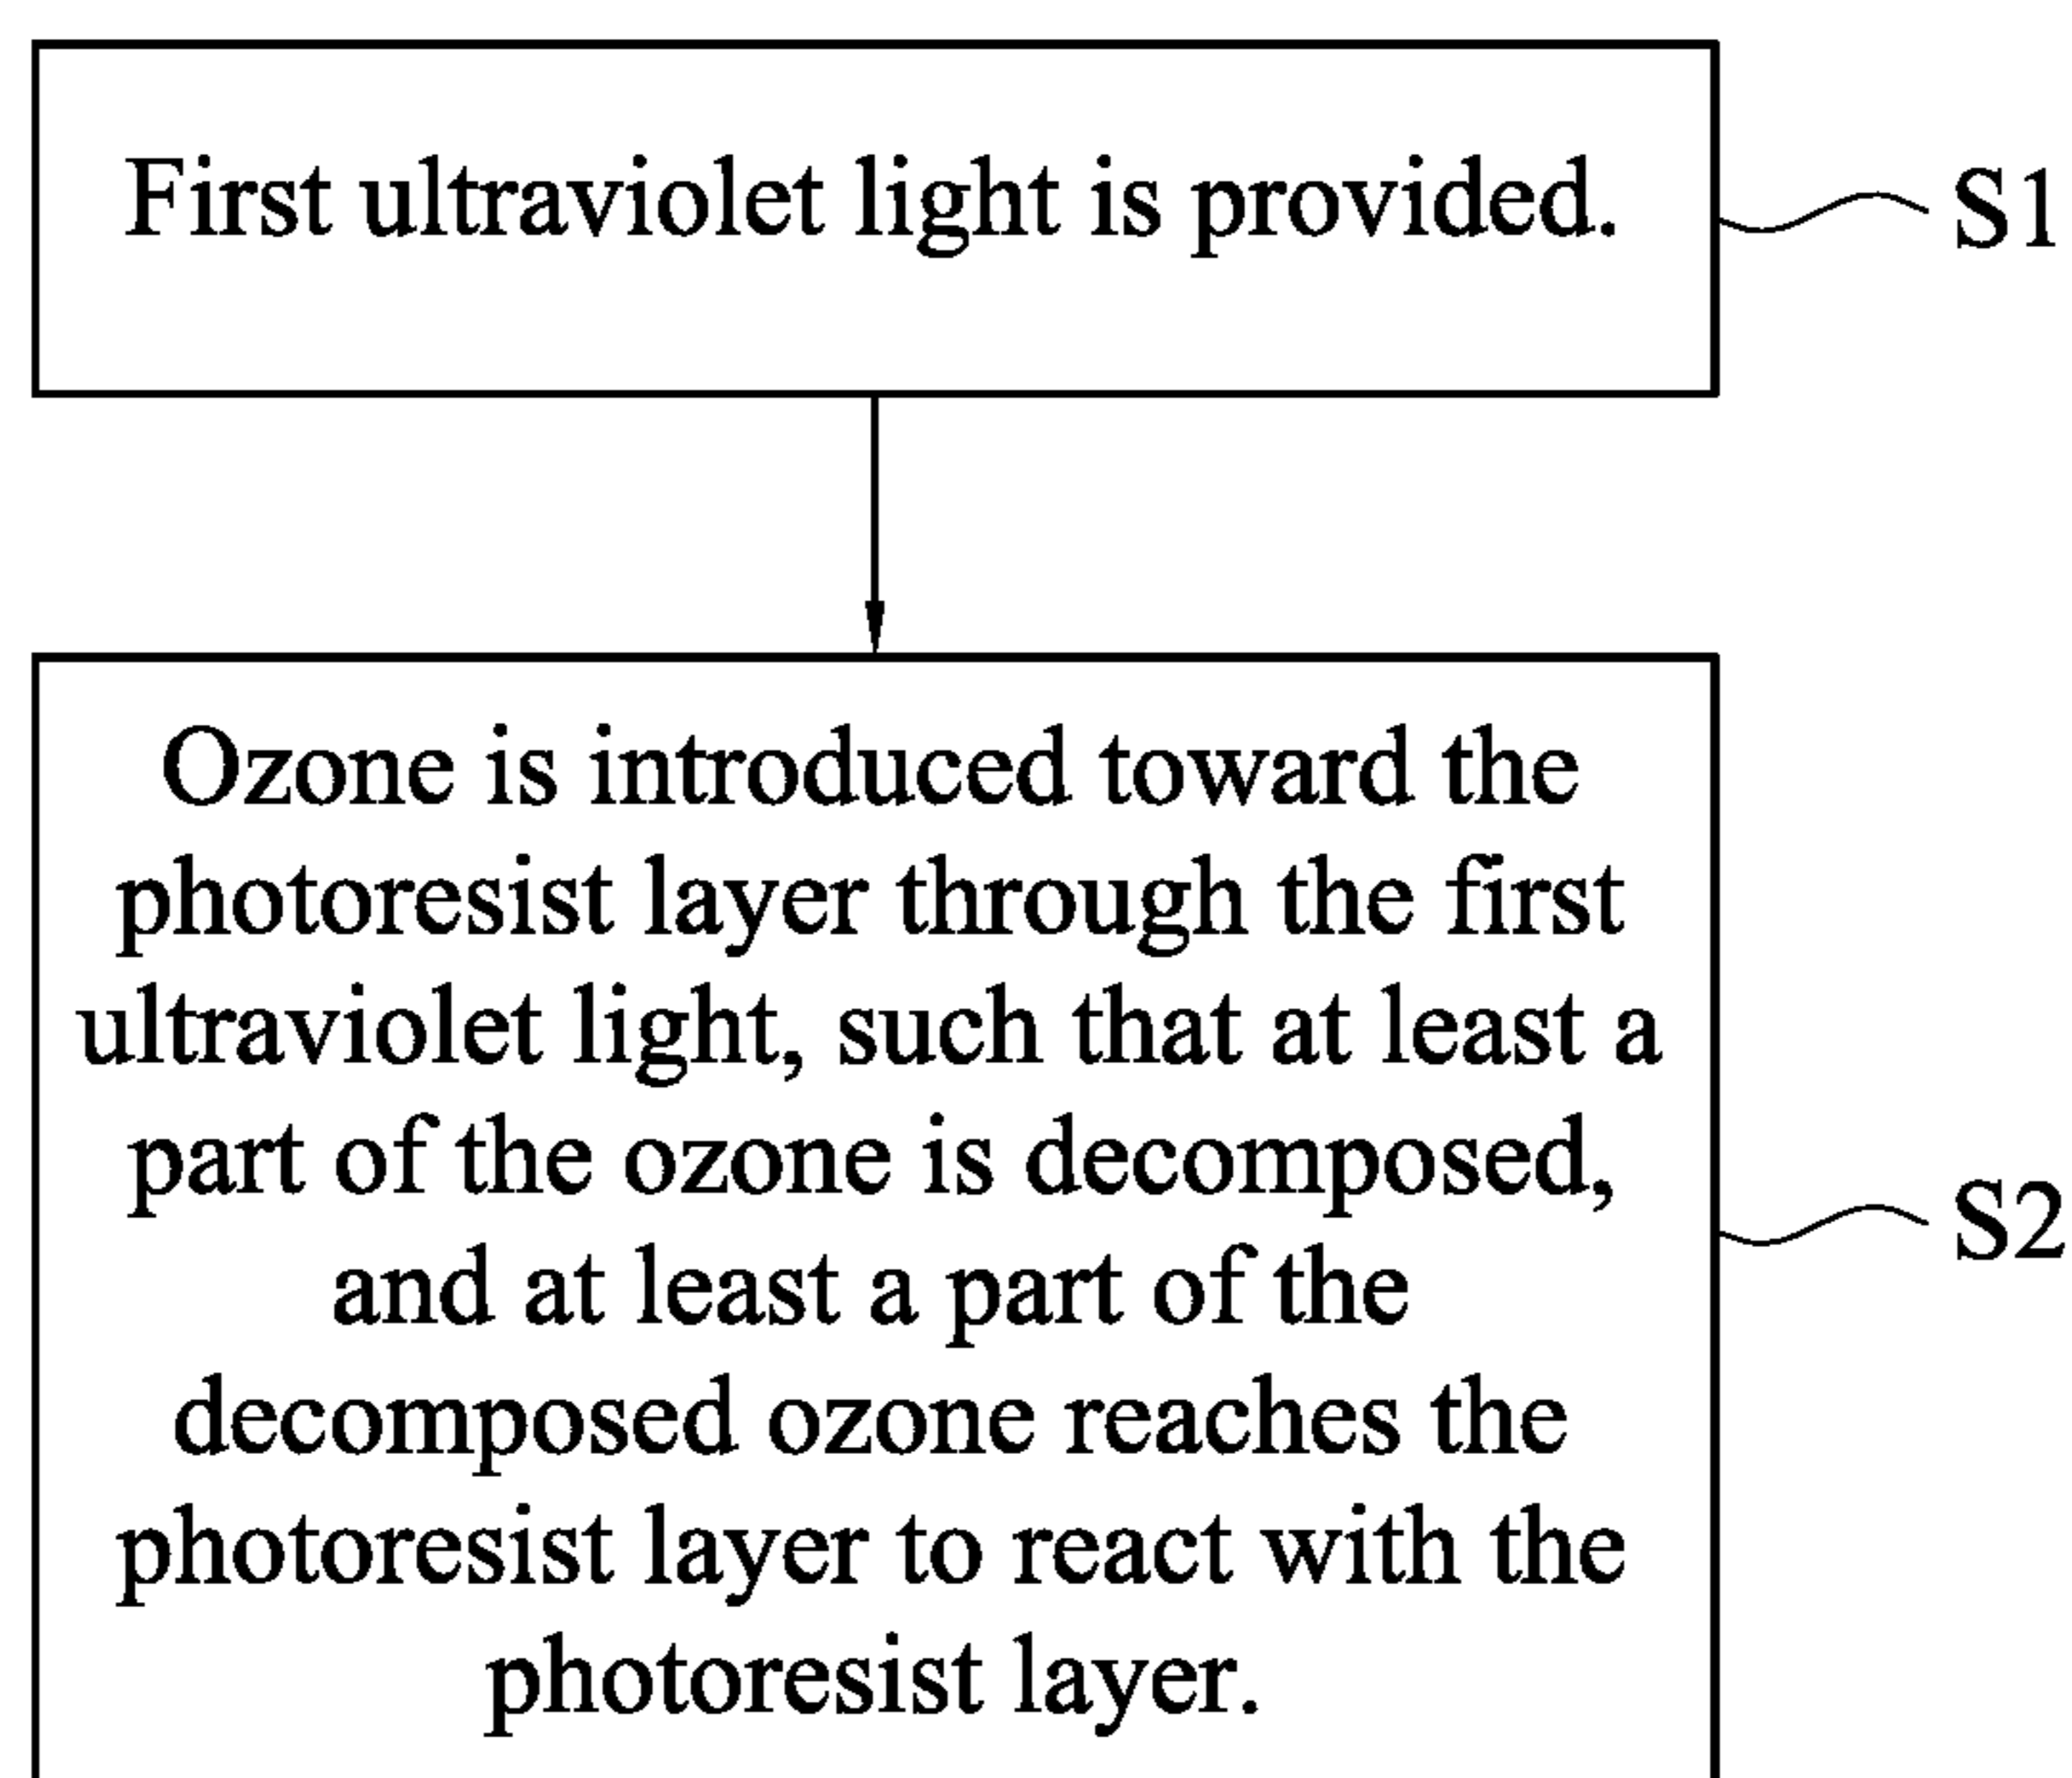 First ultraviolet light is provided.
S1
Ozone is introduced toward the
photoresist layer through the first
ultraviolet light, such that at least a
part of the ozone is decomposed,
and at least a part of the
decomposed ozone reaches the
photoresist layer to react with the
photoresist layer.
S2